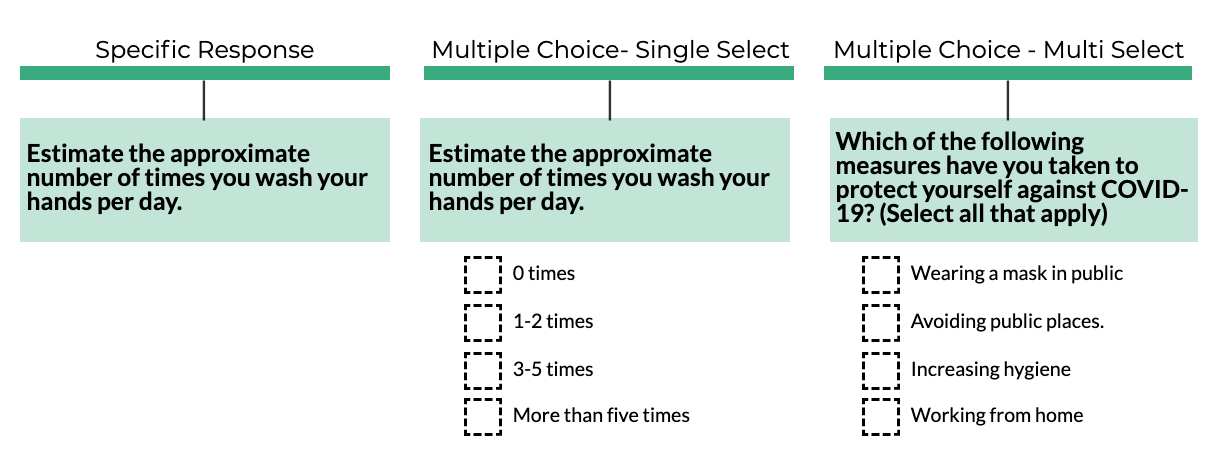 Specific Response
Estimate the approximate
number of times you wash your
hands per day.
Multiple Choice- Single Select
Estimate the approximate
number of times you wash your
hands per day.
0 times
1-2 times
3-5 times
More than five times
Multiple Choice - Multi Select
Which of the following
measures have you taken to
protect yourself against COVID-
19? (Select all that apply)
Wearing a mask in public
Avoiding public places.
Increasing hygiene
Working from home